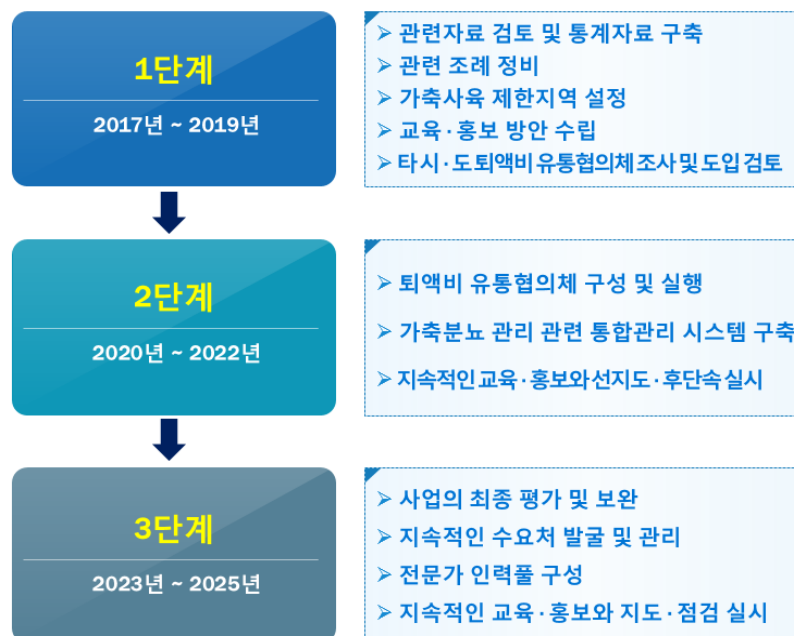 1단계
2017년 ~ 2019년
➢ 관련자료 검토 및 통계자료 구축
➢ 관련 조례 정비
➢ 가축사육 제한지역 설정
➢ 교육·홍보 방안 수립
➢ 타시·도 퇴액비 유통협의체 조사 및 도입 검토
2단계
2020년 ~ 2022년
➢ 퇴액비 유통협의체 구성 및 실행
➢ 가축분뇨 관리 관련 통합관리 시스템 구축
➢ 지속적인 교육·홍보와 선지도·후단속 실시
3단계
2023년 ~ 2025년
➢ 사업의 최종 평가 및 보완
➢ 지속적인 수요처 발굴 및 관리
➢ 전문가 인력풀 구성
➢ 지속적인 교육·홍보와 지도·점검 실시